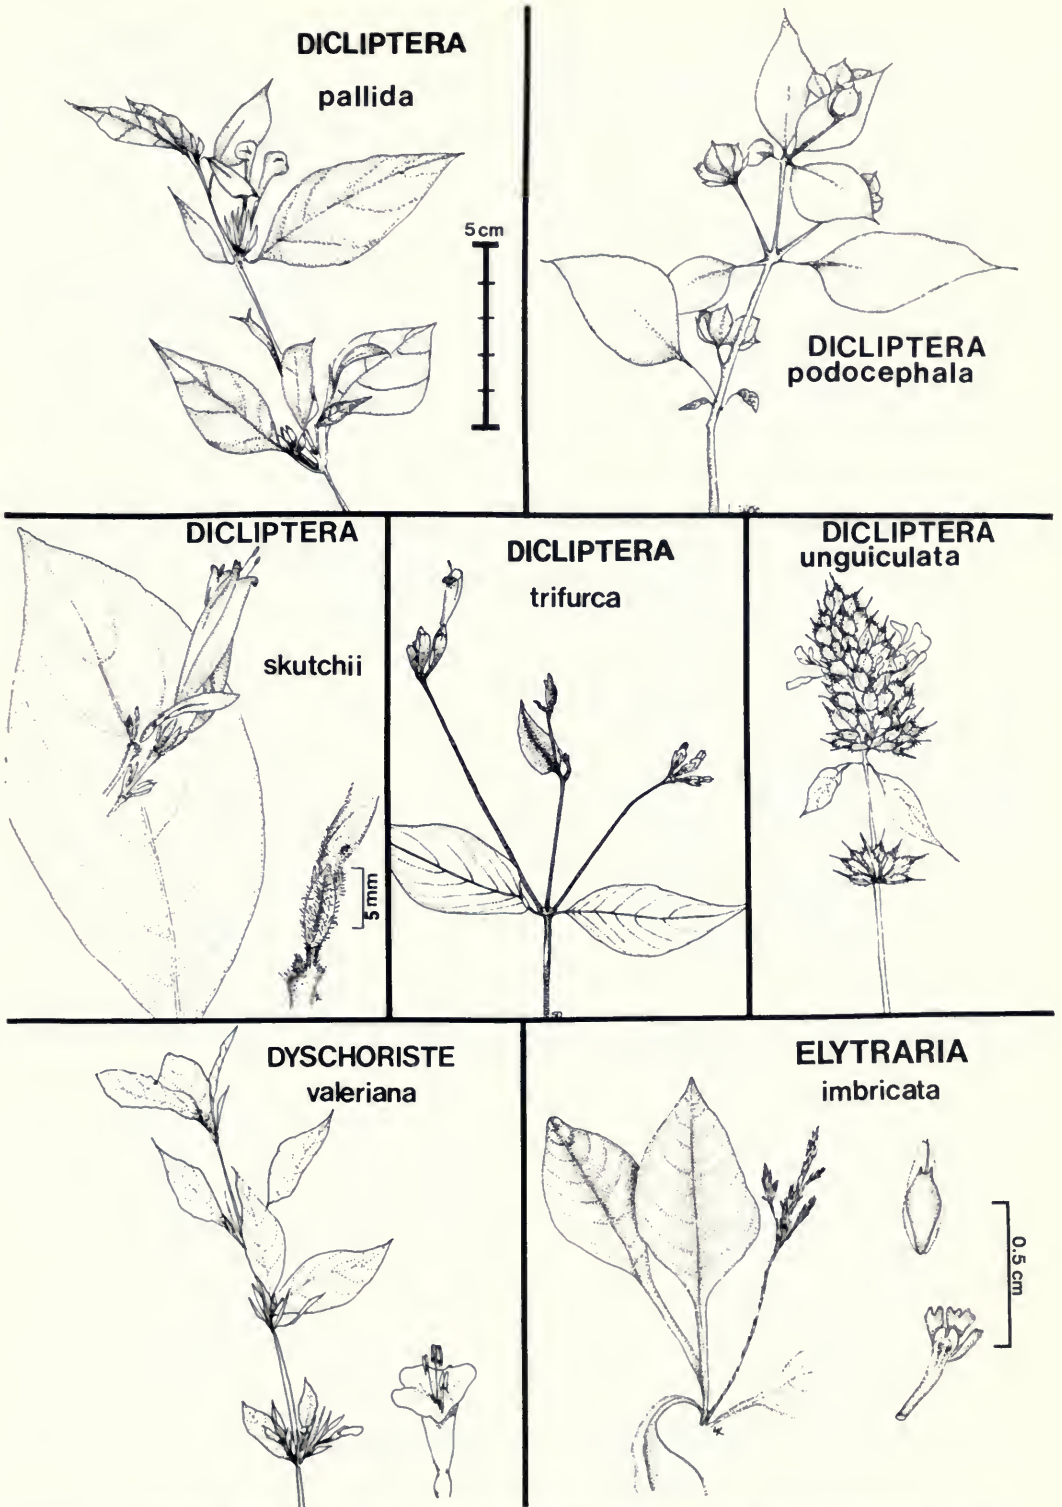 DICLIPTERA
pallida
5 cm
DICLIPTERA
podocephala
DICLIPTERA
skutchii
5 mm
DICLIPTERA
trifurca
DICLIPTERA
unguiculata
DYSCHORISTE
valeriana
ELYTRARIA
imbricata
0.5 cm